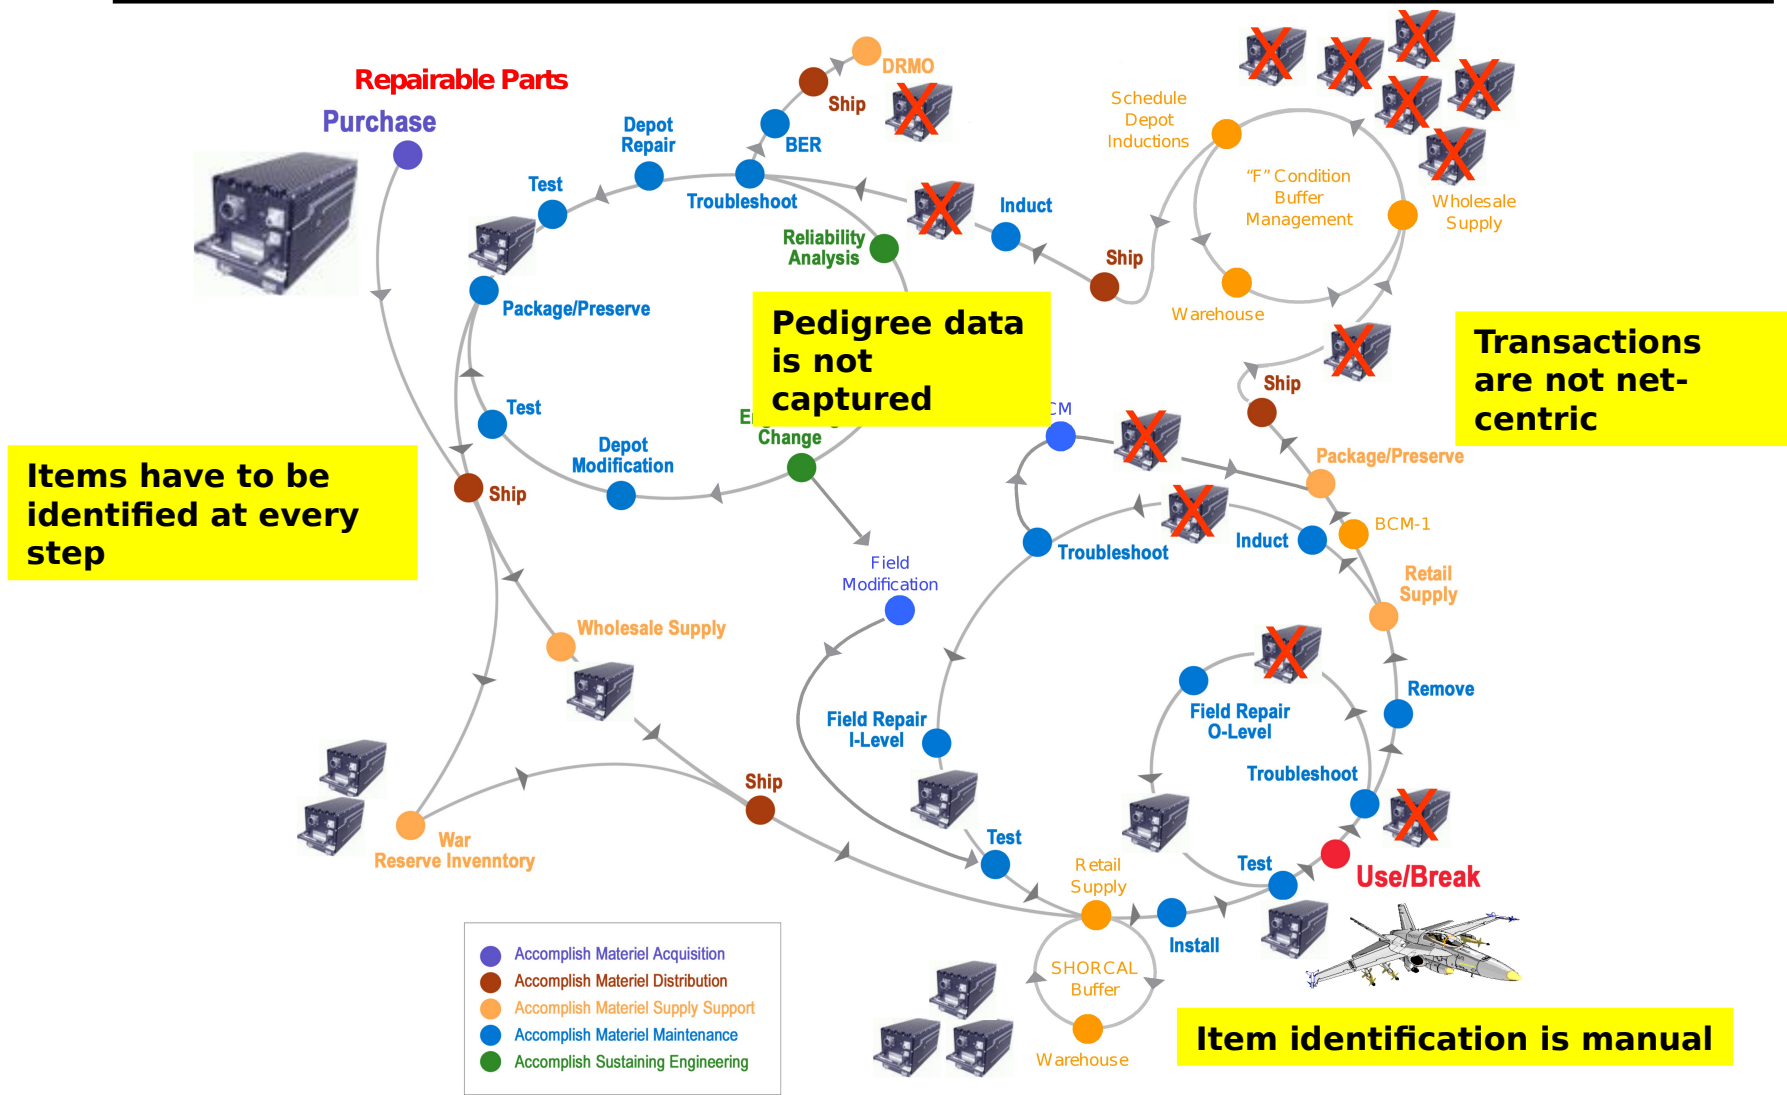 Repairable Parts
Purchase
DRMO
Ship
BER
Depot
Repair
Test
Troubleshoot
Reliability
Analysis
Induct
Ship
Schedule
Depot
Inductions
"F" Condition
Buffer
Management
Wholesale
Supply
Warehouse
Package/Preserve
Pedigree data
is not
captured
Transactions
are not net-
centric
Ship
CM
Change
Test
Depot
Modification
Items have to be
identified at every
step
Ship
Package/Preserve
BCM-1
Induct
Troubleshoot
Retail
Supply
Field
Modification
Wholesale Supply
Field Repair
I-Level
Field Repair
O-Level
Remove
Troubleshoot
Ship
War
Reserve Invenntory
Test
Retail
Supply
Test
Use/Break
Install
SHORCAL
Buffer
Warehouse
Item identification is manual
Accomplish Materiel Acquisition
Accomplish Materiel Distribution
Accomplish Materiel Supply Support
Accomplish Materiel Maintenance
Accomplish Sustaining Engineering